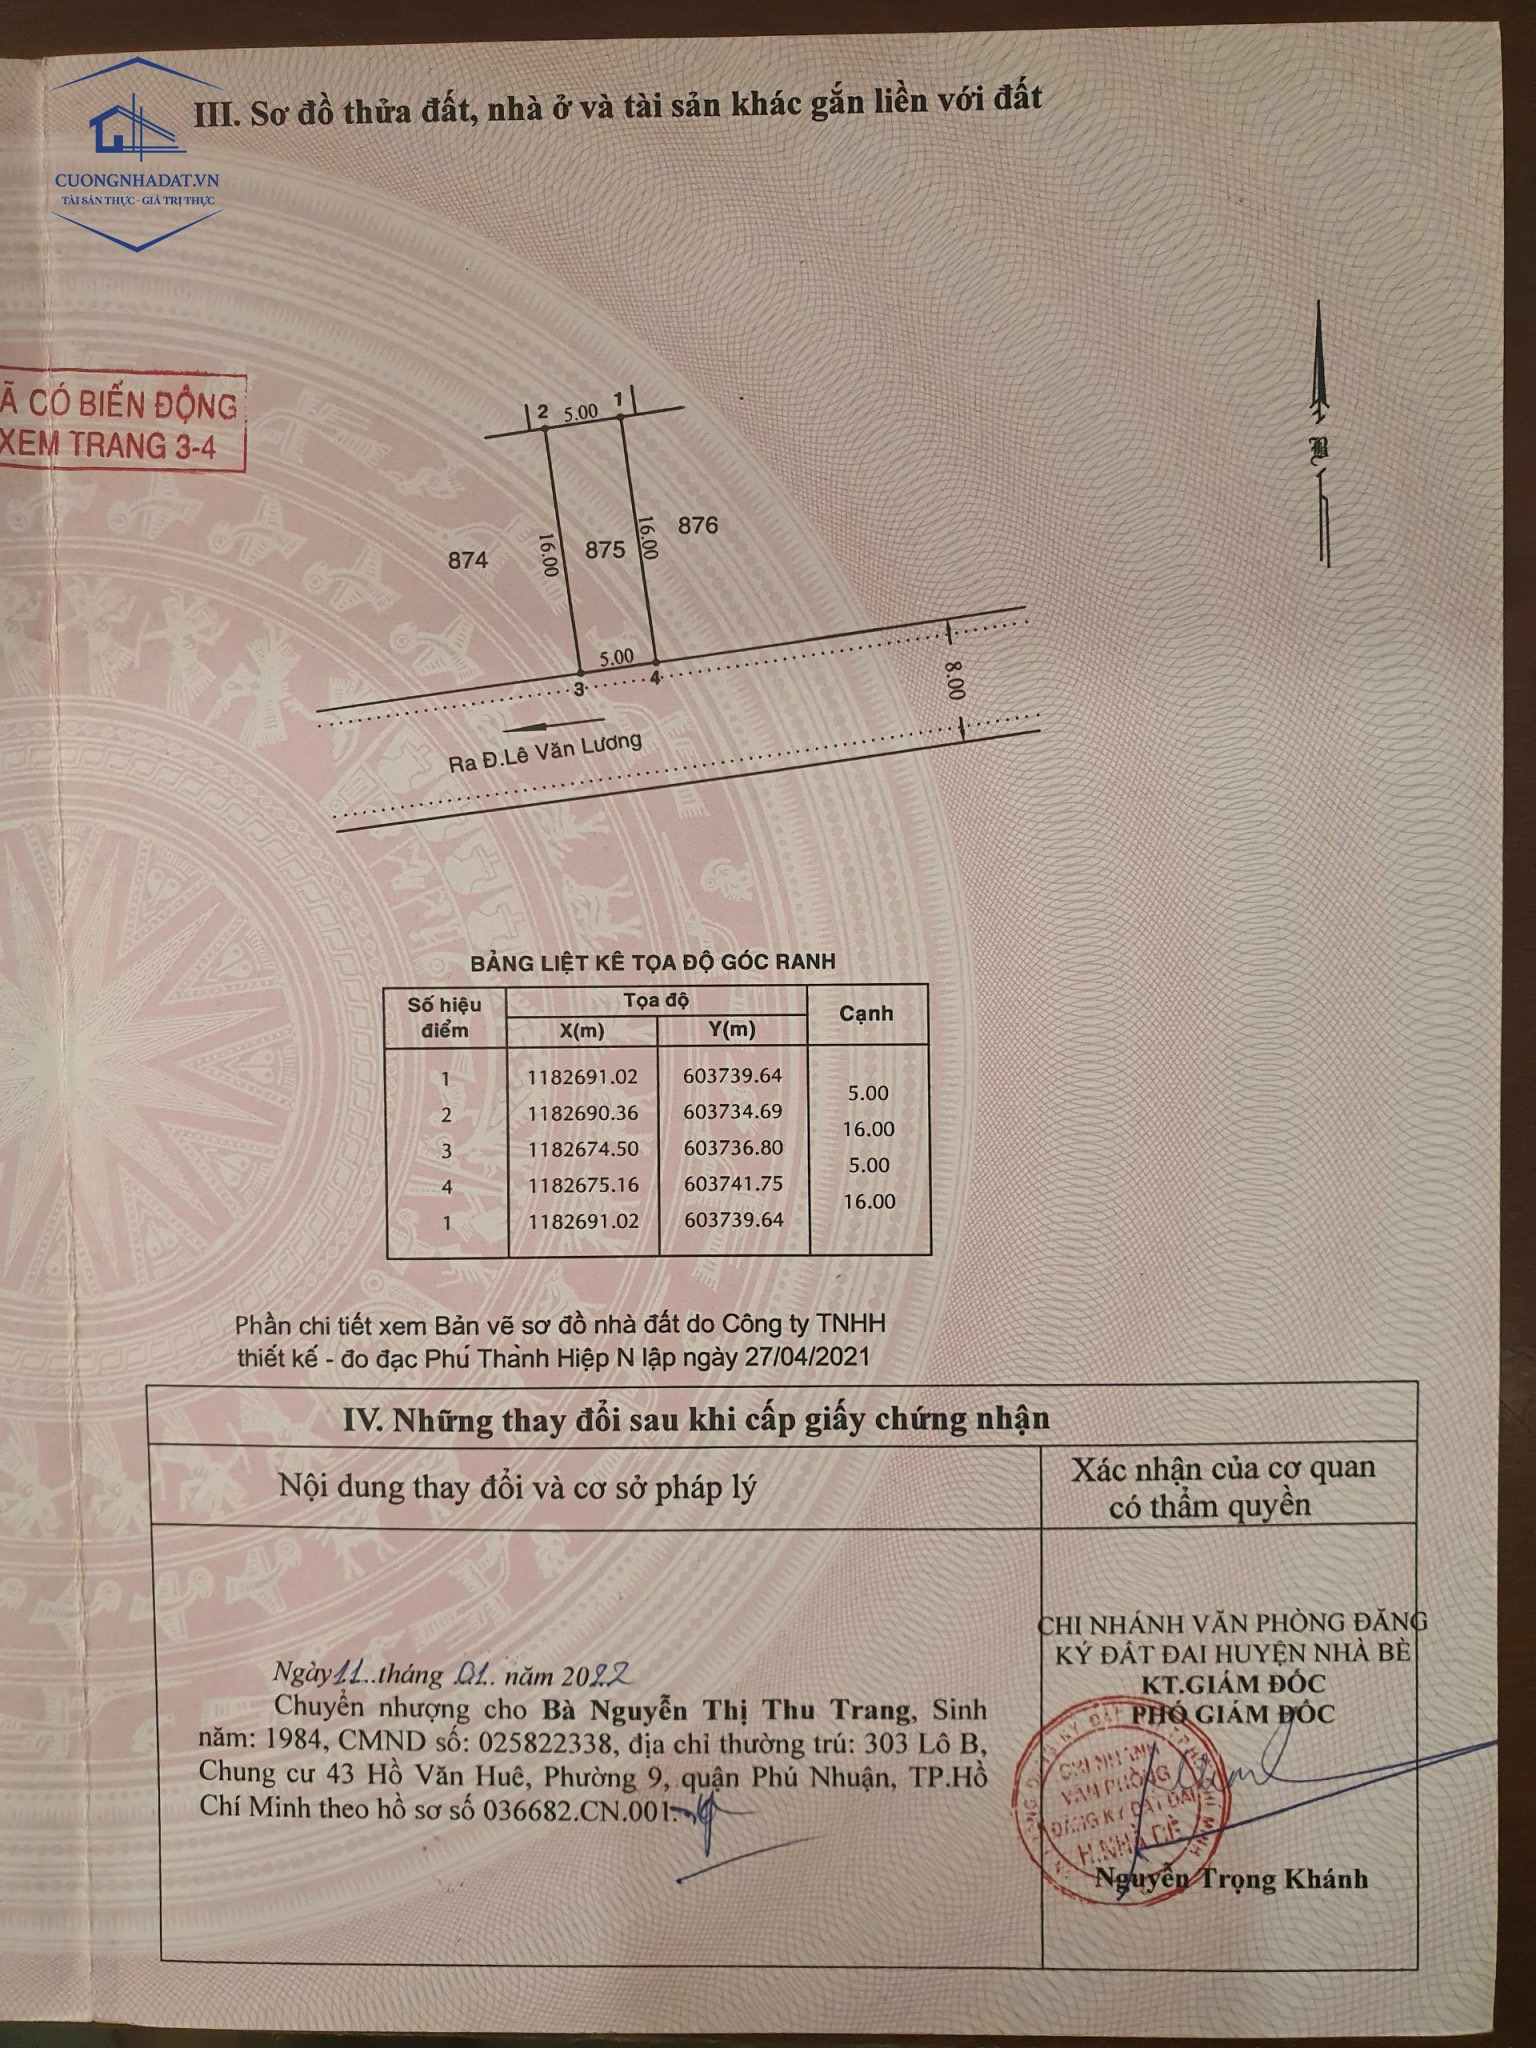 III. Sơ đồ thửa đất, nhà ở và tài sản khác gắn liền với đất
CUONGNHADAT.VN
TÀI SẢN THỰC - GIÁ TRỊ THỰC
Ã CÓ BIẾN ĐỘNG
XEM TRANG 3-4
B
2 5.00 1
874
16.00
875
16.00
876
5.00
3 4
8.00
Ra Đ.Lê Văn Lương
BẢNG LIỆT KÊ TỌA ĐỘ GÓC RANH
Số hiệu điểm Tọa độ Cạnh
X(m) Y(m)
1 1182691.02 603739.64
5.00
2 1182690.36 603734.69
16.00
3 1182674.50 603736.80
5.00
4 1182675.16 603741.75
16.00
1 1182691.02 603739.64
Phần chi tiết xem Bản vẽ sơ đồ nhà đất do Công ty TNHH
thiết kế - đo đạc Phú Thành Hiệp N lập ngày 27/04/2021
IV. Những thay đổi sau khi cấp giấy chứng nhận
Nội dung thay đổi và cơ sở pháp lý
Xác nhận của cơ quan
có thẩm quyền
Ngày 11 tháng 01 năm 2022
Chuyển nhượng cho Bà Nguyễn Thị Thu Trang, Sinh
năm: 1984, CMND số: 025822338, địa chỉ thường trú: 303 Lô B,
Chung cư 43 Hồ Văn Huê, Phường 9, quận Phú Nhuận, TP.Hồ
Chí Minh theo hồ sơ số 036682.CN.001.
CHI NHÁNH VĂN PHÒNG ĐĂNG
KÝ ĐẤT ĐAI HUYỆN NHÀ BÈ
KT.GIÁM ĐỐC
PHÓ GIÁM ĐỐC
CHI NHÁNH
VĂN PHÒNG
ĐĂNG KÝ ĐẤT ĐAI
H.NHÀ BÈ
Nguyễn Trọng Khánh